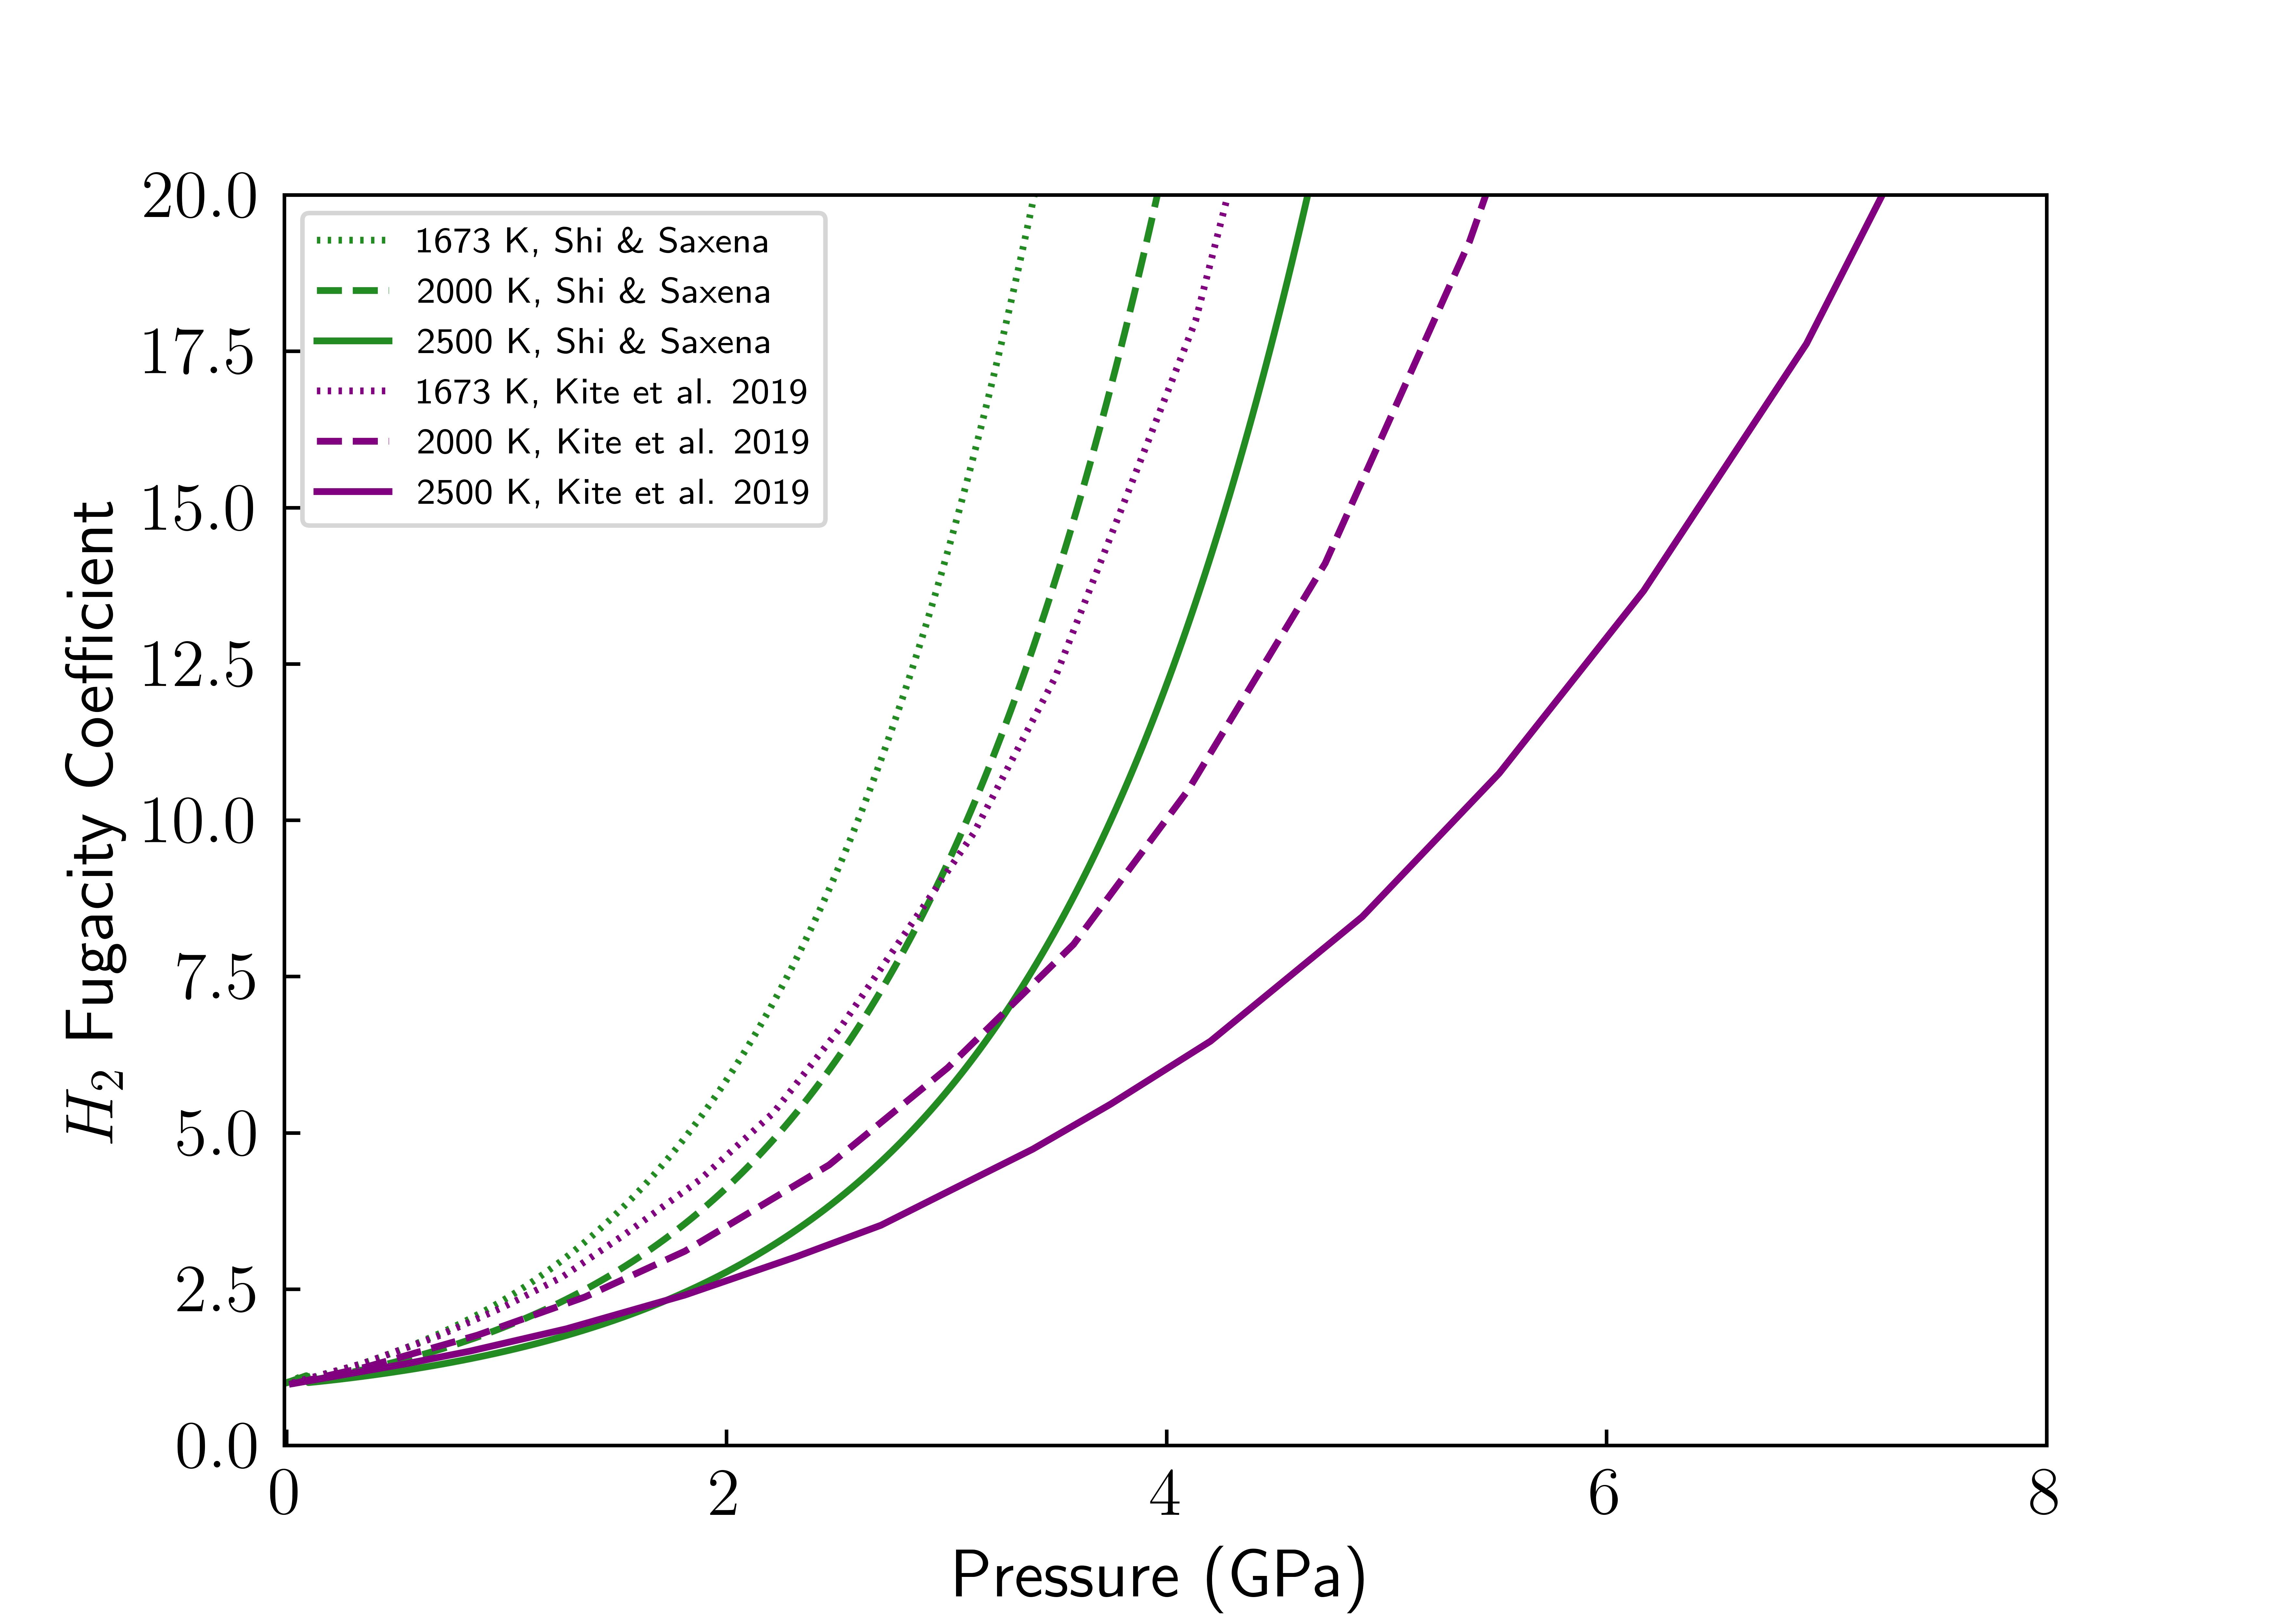 20.0
17.5
15.0
12.5
10.0
7.5
5.0
2.5
0.0
H₂ Fugacity Coefficient
1673 K, Shi & Saxena
2000 K, Shi & Saxena
2500 K, Shi & Saxena
1673 K, Kite et al. 2019
2000 K, Kite et al. 2019
2500 K, Kite et al. 2019
0 2 4 6 8
Pressure (GPa)